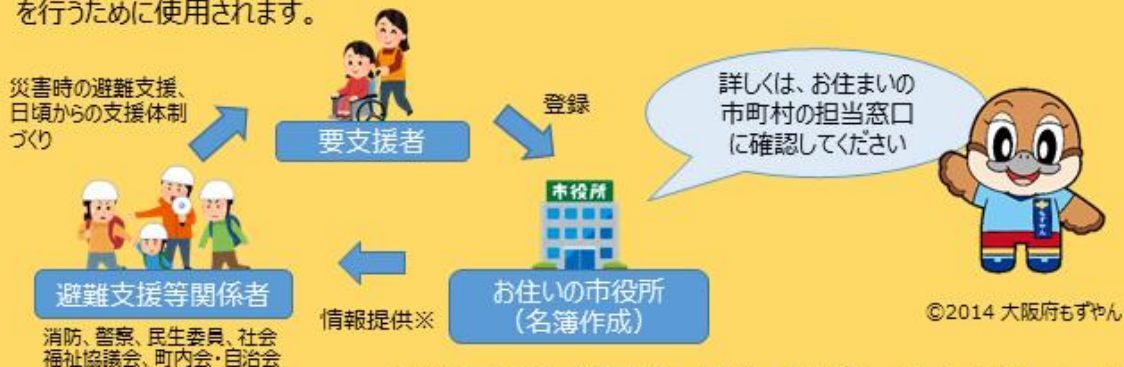 を行うために使用されます。
災害時の避難支援、
日頃からの支援体制
づくり
要支援者
登録
詳しくは、お住まいの
市町村の担当窓口
に確認してください
市役所
もずやん
避難支援等関係者
情報提供※
お住いの市役所
（名簿作成）
©2014 大阪府もずやん
消防、警察、民生委員、社会
福祉協議会、町内会・自治会